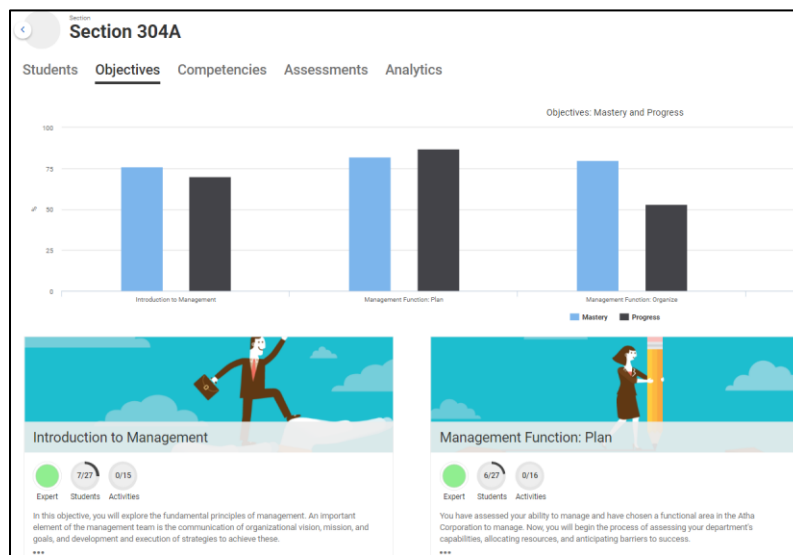 Section
Section 304A
Students Objectives Competencies Assessments Analytics
Objectives: Mastery and Progress
100
75
%
50
25
0
Introduction to Management
Management Function: Plan
Management Function: Organize
Mastery Progress
Introduction to Management
7/27 0/15
Expert Students Activities
In this objective, you will explore the fundamental principles of management. An important
element of the management team is the communication of organizational vision, mission, and
goals, and development and execution of strategies to achieve these.
Management Function: Plan
6/27 0/16
Expert Students Activities
You have assessed your ability to manage and have chosen a functional area in the Atha
Corporation to manage. Now, you will begin the process of assessing your department's
capabilities, allocating resources, and anticipating barriers to success.